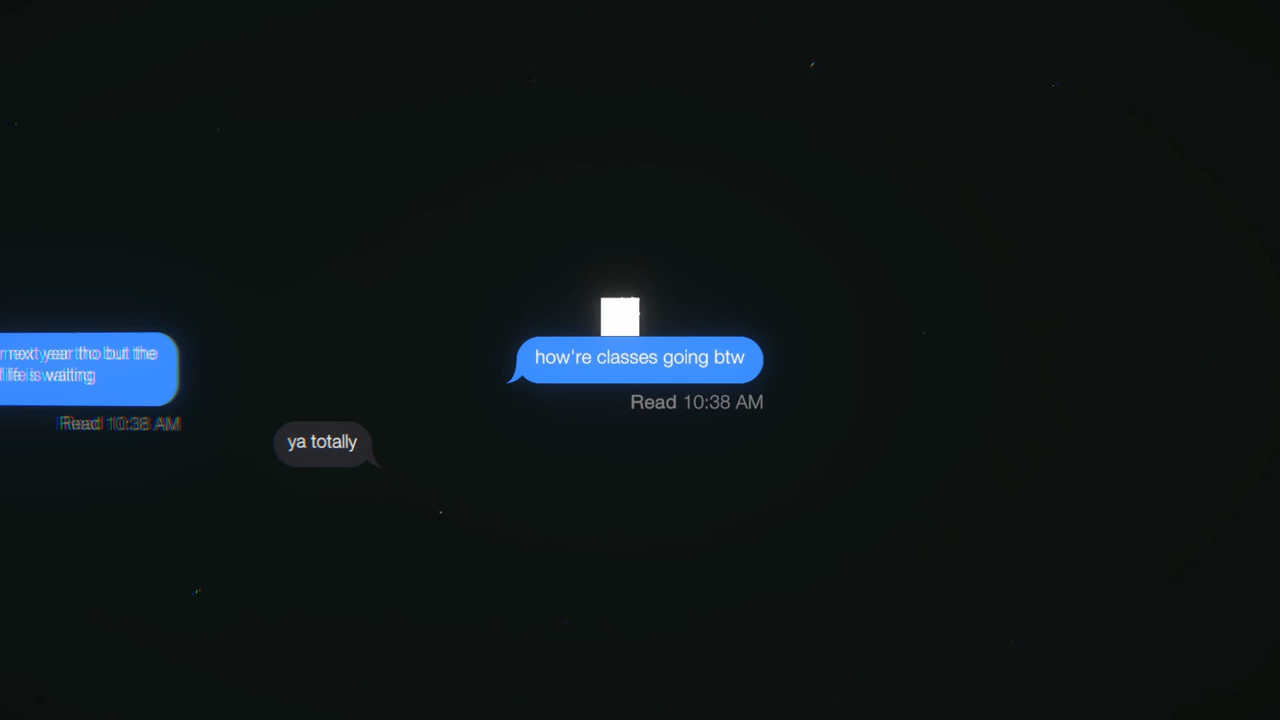 next year tho but the
life is waiting
Read 10:38 AM
ya totally
how're classes going btw
Read 10:38 AM